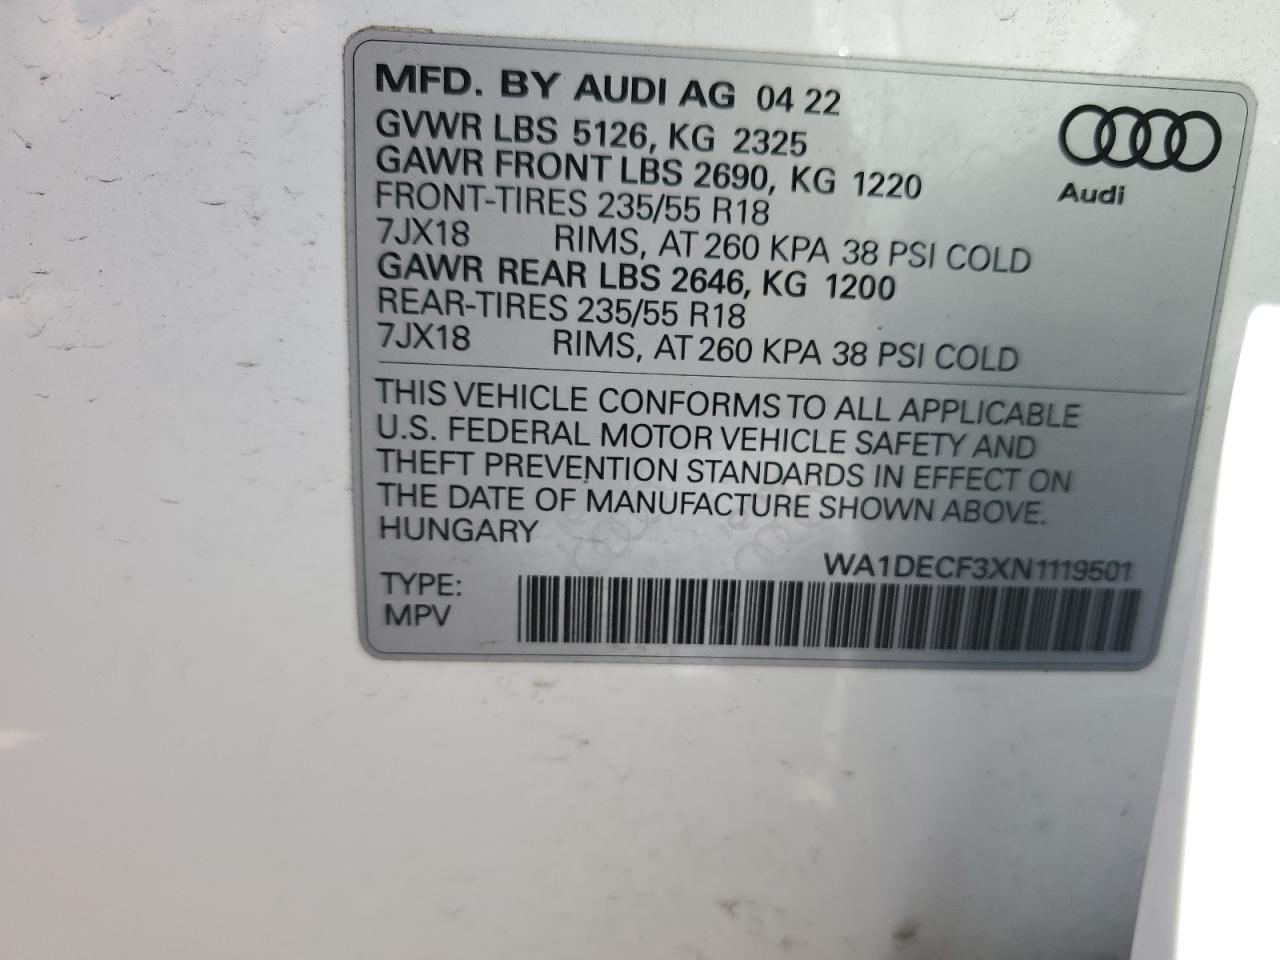 MFD. BY AUDI AG 04 22
GVWR LBS 5126, KG 2325
GAWR FRONT LBS 2690, KG 1220
FRONT-TIRES 235/55 R18
7JX18 RIMS, AT 260 KPA 38 PSI COLD
GAWR REAR LBS 2646, KG 1200
REAR-TIRES 235/55 R18
7JX18 RIMS, AT 260 KPA 38 PSI COLD
Audi
THIS VEHICLE CONFORMS TO ALL APPLICABLE
U.S. FEDERAL MOTOR VEHICLE SAFETY AND
THEFT PREVENTION STANDARDS IN EFFECT ON
THE DATE OF MANUFACTURE SHOWN ABOVE.
HUNGARY
WA1DECF3XN1119501
TYPE:
MPV